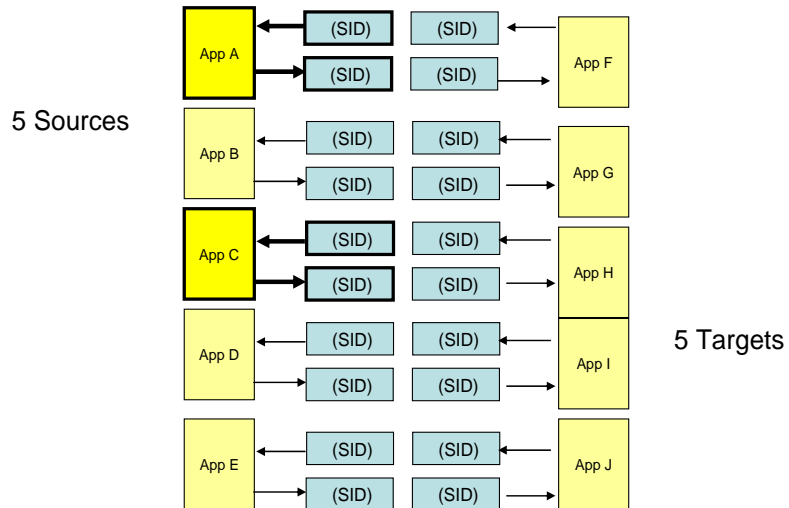 (SID) (SID)
App A
App F
(SID) (SID)
5 Sources
(SID) (SID)
App B
App G
(SID) (SID)
(SID) (SID)
App C
App H
(SID) (SID)
(SID) (SID)
5 Targets
App D
App I
(SID) (SID)
(SID) (SID)
App E
App J
(SID) (SID)